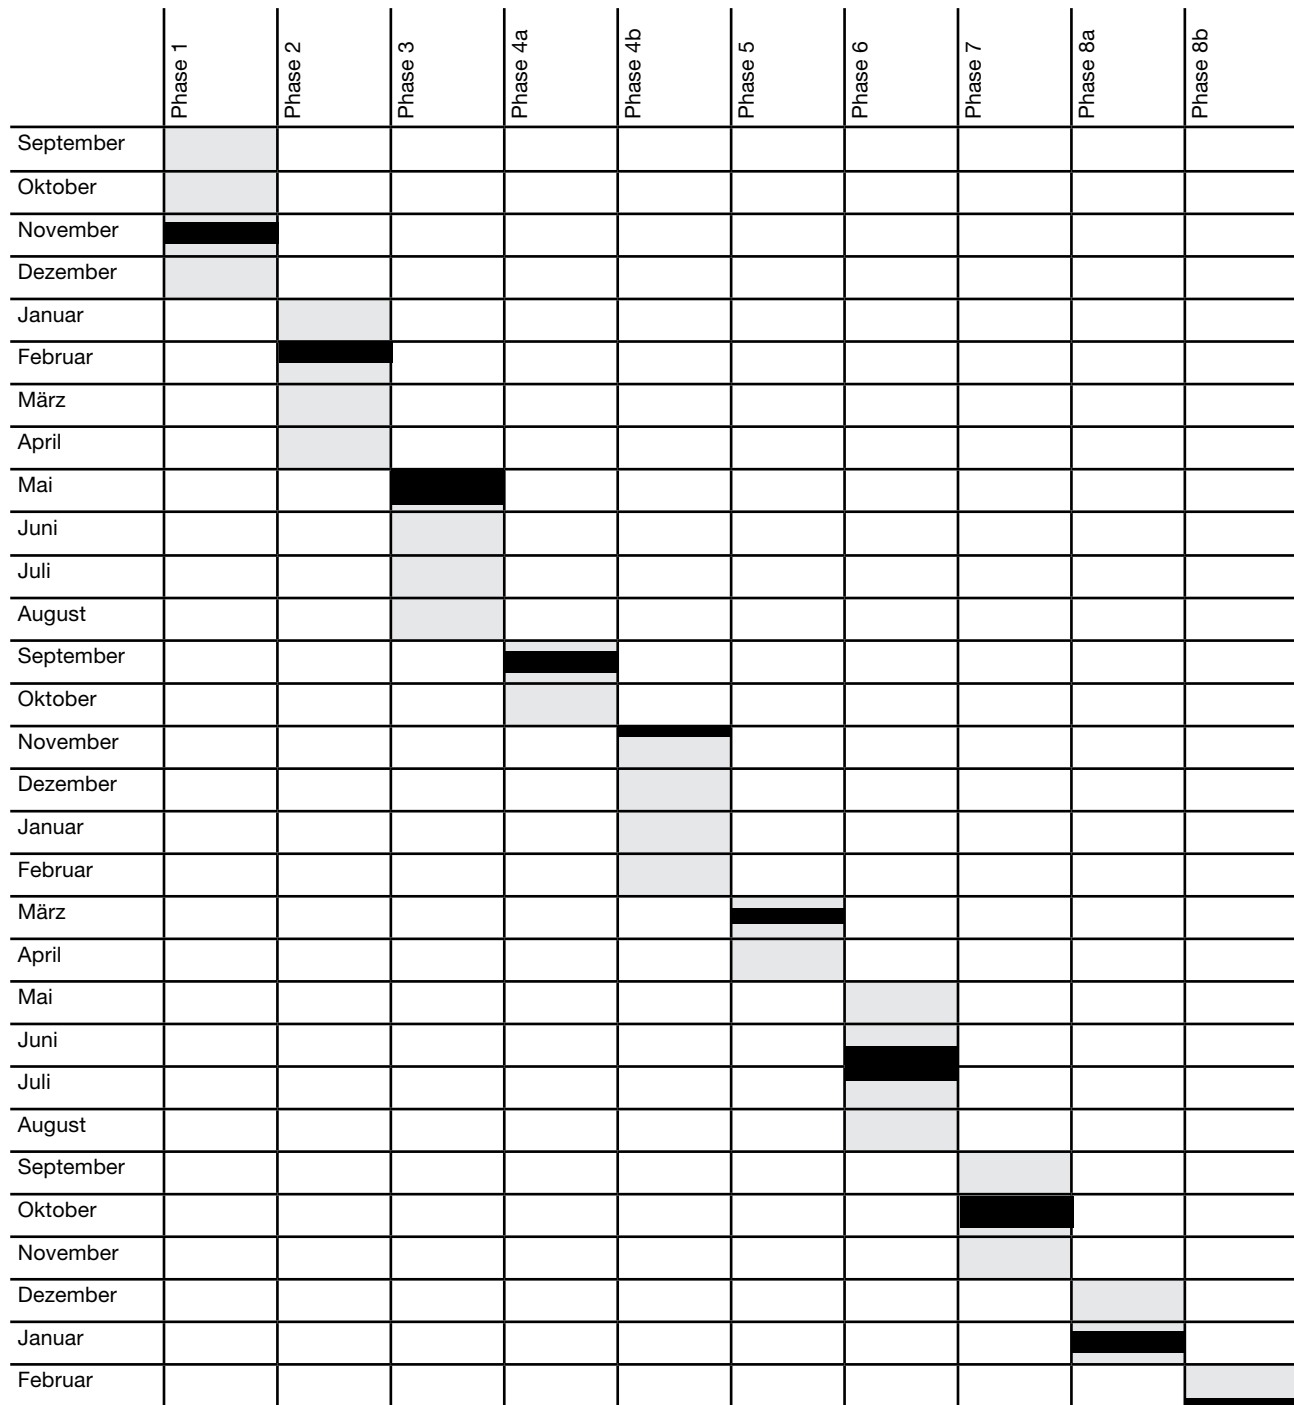 Phase 1
Phase 2
Phase 3
Phase 4a
Phase 4b
Phase 5
Phase 6
Phase 7
Phase 8a
Phase 8b
September
Oktober
November
Dezember
Januar
Februar
März
April
Mai
Juni
Juli
August
September
Oktober
November
Dezember
Januar
Februar
März
April
Mai
Juni
Juli
August
September
Oktober
November
Dezember
Januar
Februar